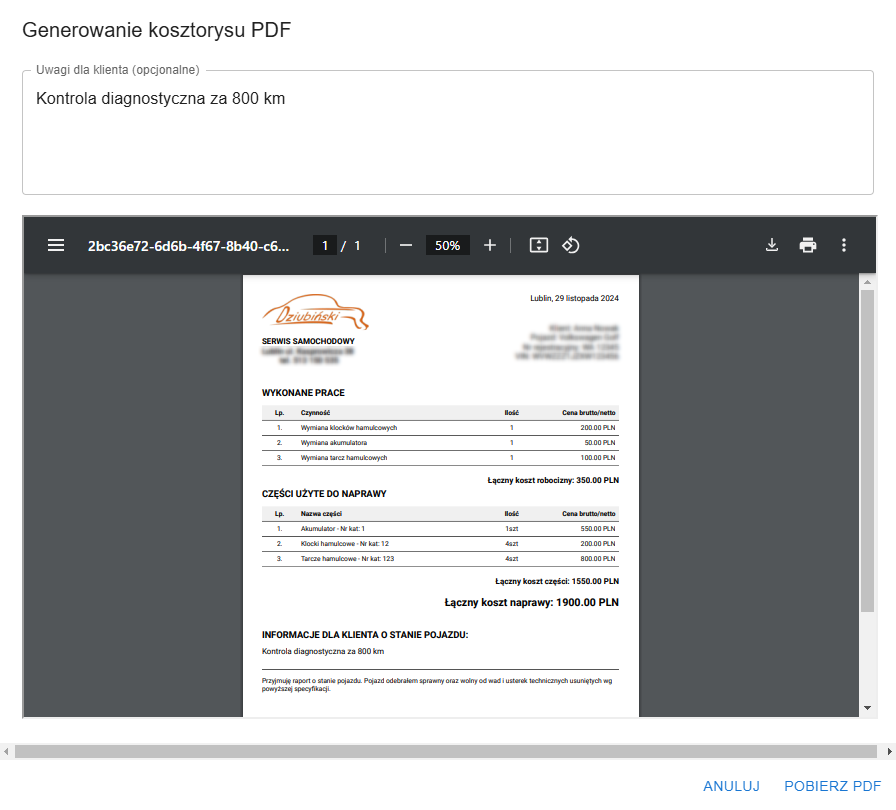 Generowanie kosztorysu PDF
Uwagi dla klienta (opcjonalne)
Kontrola diagnostyczna za 800 km
2bc36e72-6d6b-4f67-8b40-c6... 1 / 1 50%
Dziubiński
Lublin, 29 listopada 2024
SERWIS SAMOCHODOWY
WYKONANE PRACE
Lp. Czynność Ilość Cena brutto/netto
1. Wymiana klocków hamulcowych 1 200.00 PLN
2. Wymiana akumulatora 1 50.00 PLN
3. Wymiana tarcz hamulcowych 1 100.00 PLN
Łączny koszt robocizny: 350.00 PLN
CZĘŚCI UŻYTE DO NAPRAWY
Lp. Nazwa części Ilość Cena brutto/netto
1. Akumulator - Nr kat: 1 1szt 550.00 PLN
2. Klocki hamulcowe - Nr kat: 12 4szt 200.00 PLN
3. Tarcze hamulcowe - Nr kat: 123 4szt 800.00 PLN
Łączny koszt części: 1550.00 PLN
Łączny koszt naprawy: 1900.00 PLN
INFORMACJE DLA KLIENTA O STANIE POJAZDU:
Kontrola diagnostyczna za 800 km
Przyjmuję raport o stanie pojazdu. Pojazd odebrałem sprawny oraz wolny od wad i usterek technicznych usuniętych wg
powyższej specyfikacji.
ANULUJ POBIERZ PDF